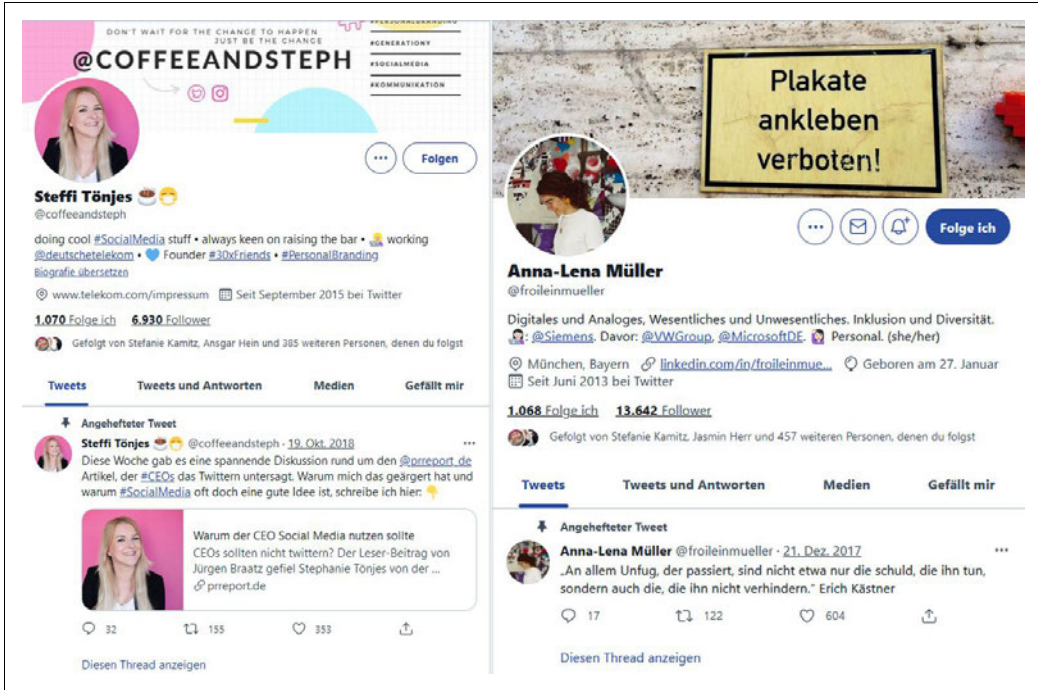 DON'T WAIT FOR THE CHANGE TO HAPPEN
JUST BE THE CHANGE
@COFFEEANDSTEPH
#PERSONALBRANDING
#GENERATIONY
#SOCIALMEDIA
#KOMMUNIKATION
Folgen
Steffi Tönjes
@coffeeandsteph
doing cool #SocialMedia stuff • always keen on raising the bar • working
@deutschetelekom • Founder #30xFriends • #PersonalBranding
Biografie übersetzen
www.telekom.com/impressum Seit September 2015 bei Twitter
1.070 Folge ich 6.930 Follower
Gefolgt von Stefanie Kamitz, Ansgar Hein und 385 weiteren Personen, denen du folgst
Tweets Tweets und Antworten Medien Gefällt mir
Angehefteter Tweet
Steffi Tönjes @coffeeandsteph · 19. Okt. 2018
Diese Woche gab es eine spannende Diskussion rund um den @prreport_de
Artikel, der #CEOs das Twittern untersagt. Warum mich das geärgert hat und
warum #SocialMedia oft doch eine gute Idee ist, schreibe ich hier:
Warum der CEO Social Media nutzen sollte
CEOs sollten nicht twittern? Der Leser-Beitrag von
Jürgen Braatz gefiel Stephanie Tönjes von der ...
prreport.de
32 155 353
Diesen Thread anzeigen
Plakate
ankleben
verboten!
Folge ich
Anna-Lena Müller
@froileinmueller
Digitales und Analoges, Wesentliches und Unwesentliches. Inklusion und Diversität.
: @Siemens. Davor: @VWGroup, @MicrosoftDE. Personal. (she/her)
München, Bayern linkedin.com/in/froileinmue... Geboren am 27. Januar
Seit Juni 2013 bei Twitter
1.068 Folge ich 13.642 Follower
Gefolgt von Stefanie Kamitz, Jasmin Herr und 457 weiteren Personen, denen du folgst
Tweets Tweets und Antworten Medien Gefällt mir
Angehefteter Tweet
Anna-Lena Müller @froileinmueller · 21. Dez. 2017
„An allem Unfug, der passiert, sind nicht etwa nur die schuld, die ihn tun,
sondern auch die, die ihn nicht verhindern.“ Erich Kästner
17 122 604
Diesen Thread anzeigen